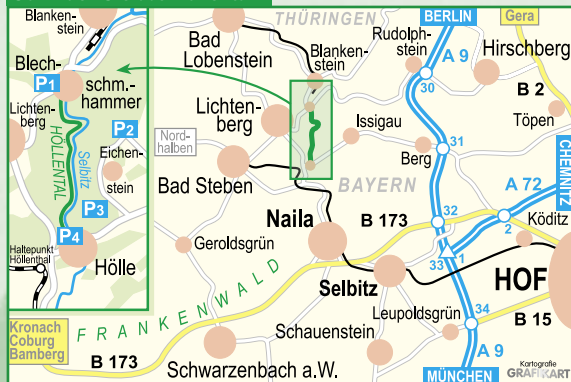 Blanken-
stein
Blech-
P1
schm.-
hammer
Lichten-
berg
HÖLLENTAL
Selbitz
P2
Eichen-
stein
P3
P4
Haltepunkt
Höllenthal
Hölle
THÜRINGEN
BERLIN
Gera
Bad
Lobenstein
Blanken-
stein
Rudolph-
stein
A 9
Hirschberg
30
B 2
Lichten-
berg
Issigau
Töpen
Nord-
halben
31
Berg
CHEMNITZ
Bad Steben
BAYERN
A 72
Naila
B 173
32
2
Köditz
Geroldsgrün
33
1
HOF
Selbitz
FRANKENWALD
Leupoldsgrün
34
B 15
Kronach
Coburg
Bamberg
Schauenstein
B 173
Schwarzenbach a.W.
A 9
MÜNCHEN
Kartografie
GRAFIKART